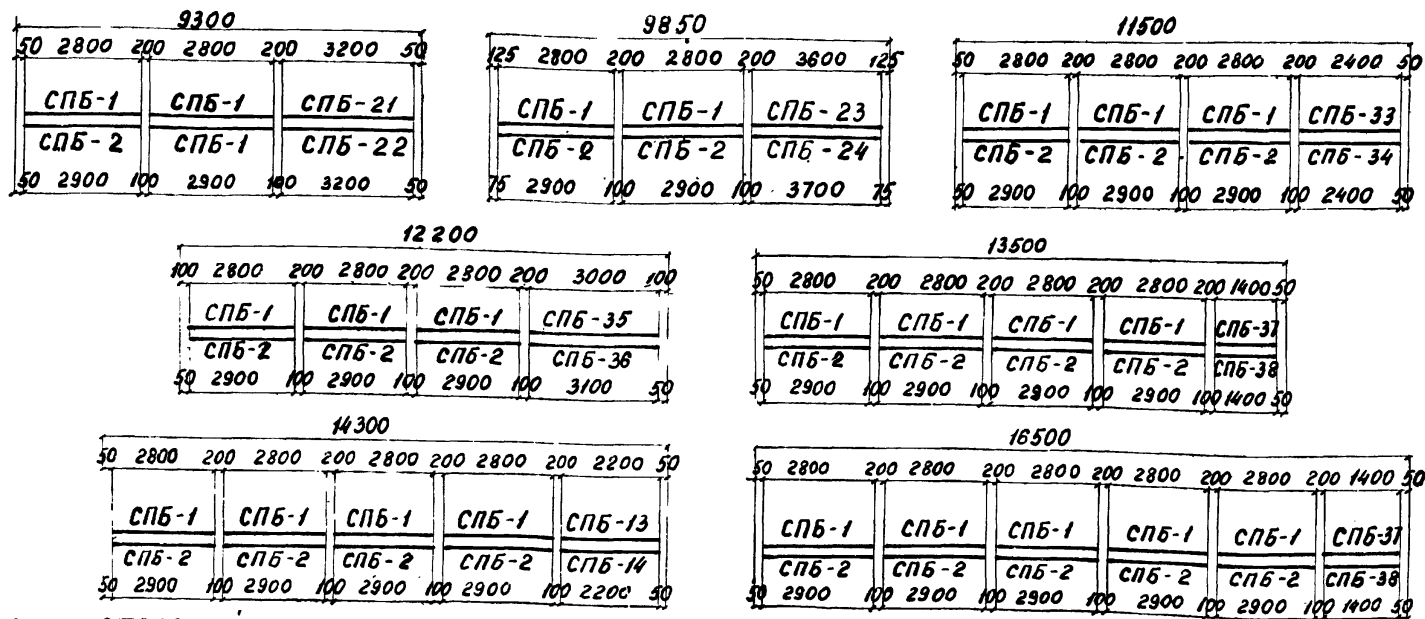 9300
50 2800 200 2800 200 3200 50
СПБ-1 СПБ-1 СПБ-21
СПБ-2 СПБ-1 СПБ-22
50 2900 100 2900 100 3200 50
9850
125 2800 200 2800 200 3600 125
СПБ-1 СПБ-1 СПБ-23
СПБ-2 СПБ-2 СПБ-24
75 2900 100 2900 100 3700 75
11500
50 2800 200 2800 200 2800 200 2400 50
СПБ-1 СПБ-1 СПБ-1 СПБ-33
СПБ-2 СПБ-2 СПБ-2 СПБ-34
50 2900 100 2900 100 2900 100 2400 50
12200
100 2800 200 2800 200 2800 200 3000 100
СПБ-1 СПБ-1 СПБ-1 СПБ-35
СПБ-2 СПБ-2 СПБ-2 СПБ-36
50 2900 100 2900 100 2900 100 3100 50
13500
50 2800 200 2800 200 2800 200 2800 200 1400 50
СПБ-1 СПБ-1 СПБ-1 СПБ-1 СПБ-37
СПБ-2 СПБ-2 СПБ-2 СПБ-2 СПБ-38
50 2900 100 2900 100 2900 100 2900 100 1400 50
14300
50 2800 200 2800 200 2800 200 2800 200 2200 50
СПБ-1 СПБ-1 СПБ-1 СПБ-1 СПБ-13
СПБ-2 СПБ-2 СПБ-2 СПБ-2 СПБ-14
50 2900 100 2900 100 2900 100 2900 100 2200 50
16500
50 2800 200 2800 200 2800 200 2800 200 2800 200 1400 50
СПБ-1 СПБ-1 СПБ-1 СПБ-1 СПБ-1 СПБ-37
СПБ-2 СПБ-2 СПБ-2 СПБ-2 СПБ-2 СПБ-38
50 2900 100 2900 100 2900 100 2900 100 2900 100 1400 50